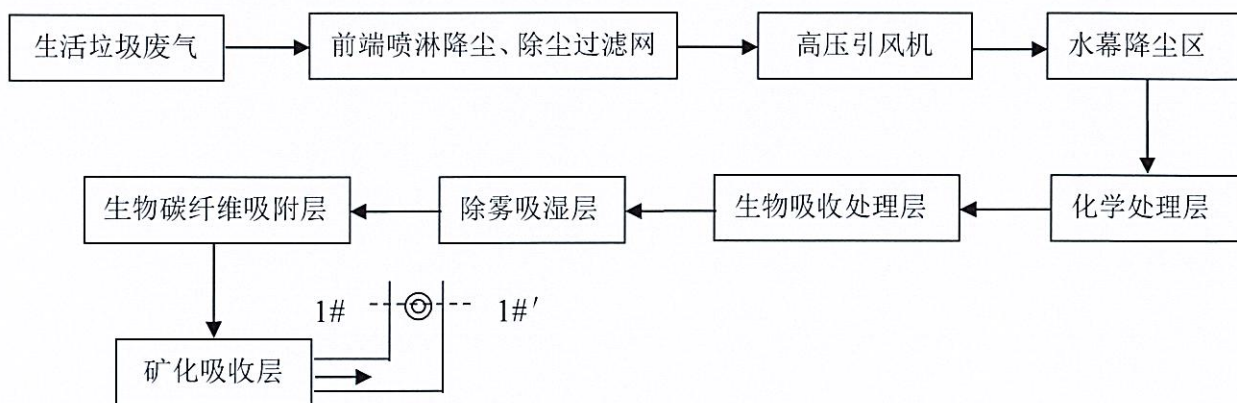 生活垃圾废气
前端喷淋降尘、除尘过滤网
高压引风机
水幕降尘区
化学处理层
生物吸收处理层
除雾吸湿层
生物碳纤维吸附层
矿化吸收层
1#
1#′